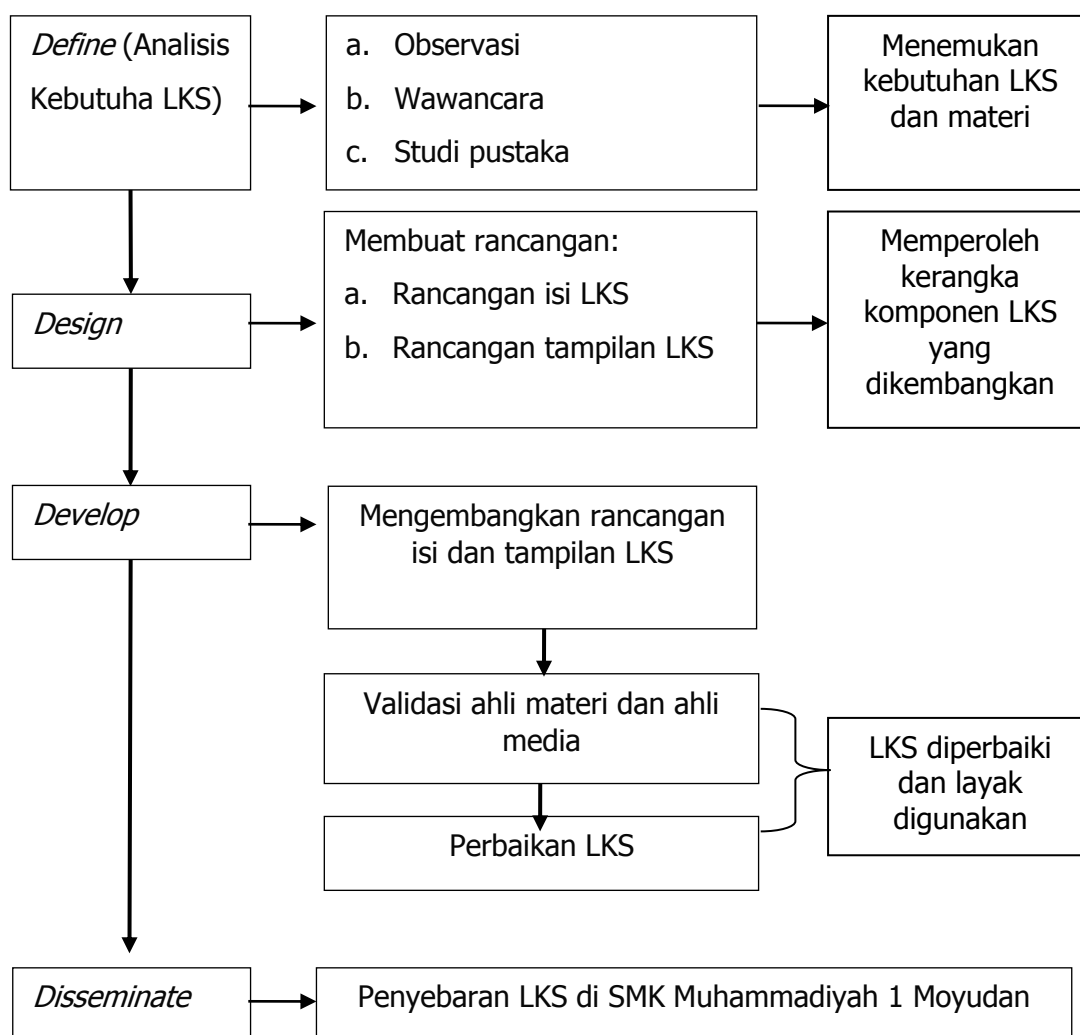 Define (Analisis
Kebutuha LKS)
a. Observasi
b. Wawancara
c. Studi pustaka
Menemukan
kebutuhan LKS
dan materi
Design
Membuat rancangan:
a. Rancangan isi LKS
b. Rancangan tampilan LKS
Memperoleh
kerangka
komponen LKS
yang
dikembangkan
Develop
Mengembangkan rancangan
isi dan tampilan LKS
Validasi ahli materi dan ahli
media
Perbaikan LKS
LKS diperbaiki
dan layak
digunakan
Disseminate
Penyebaran LKS di SMK Muhammadiyah 1 Moyudan